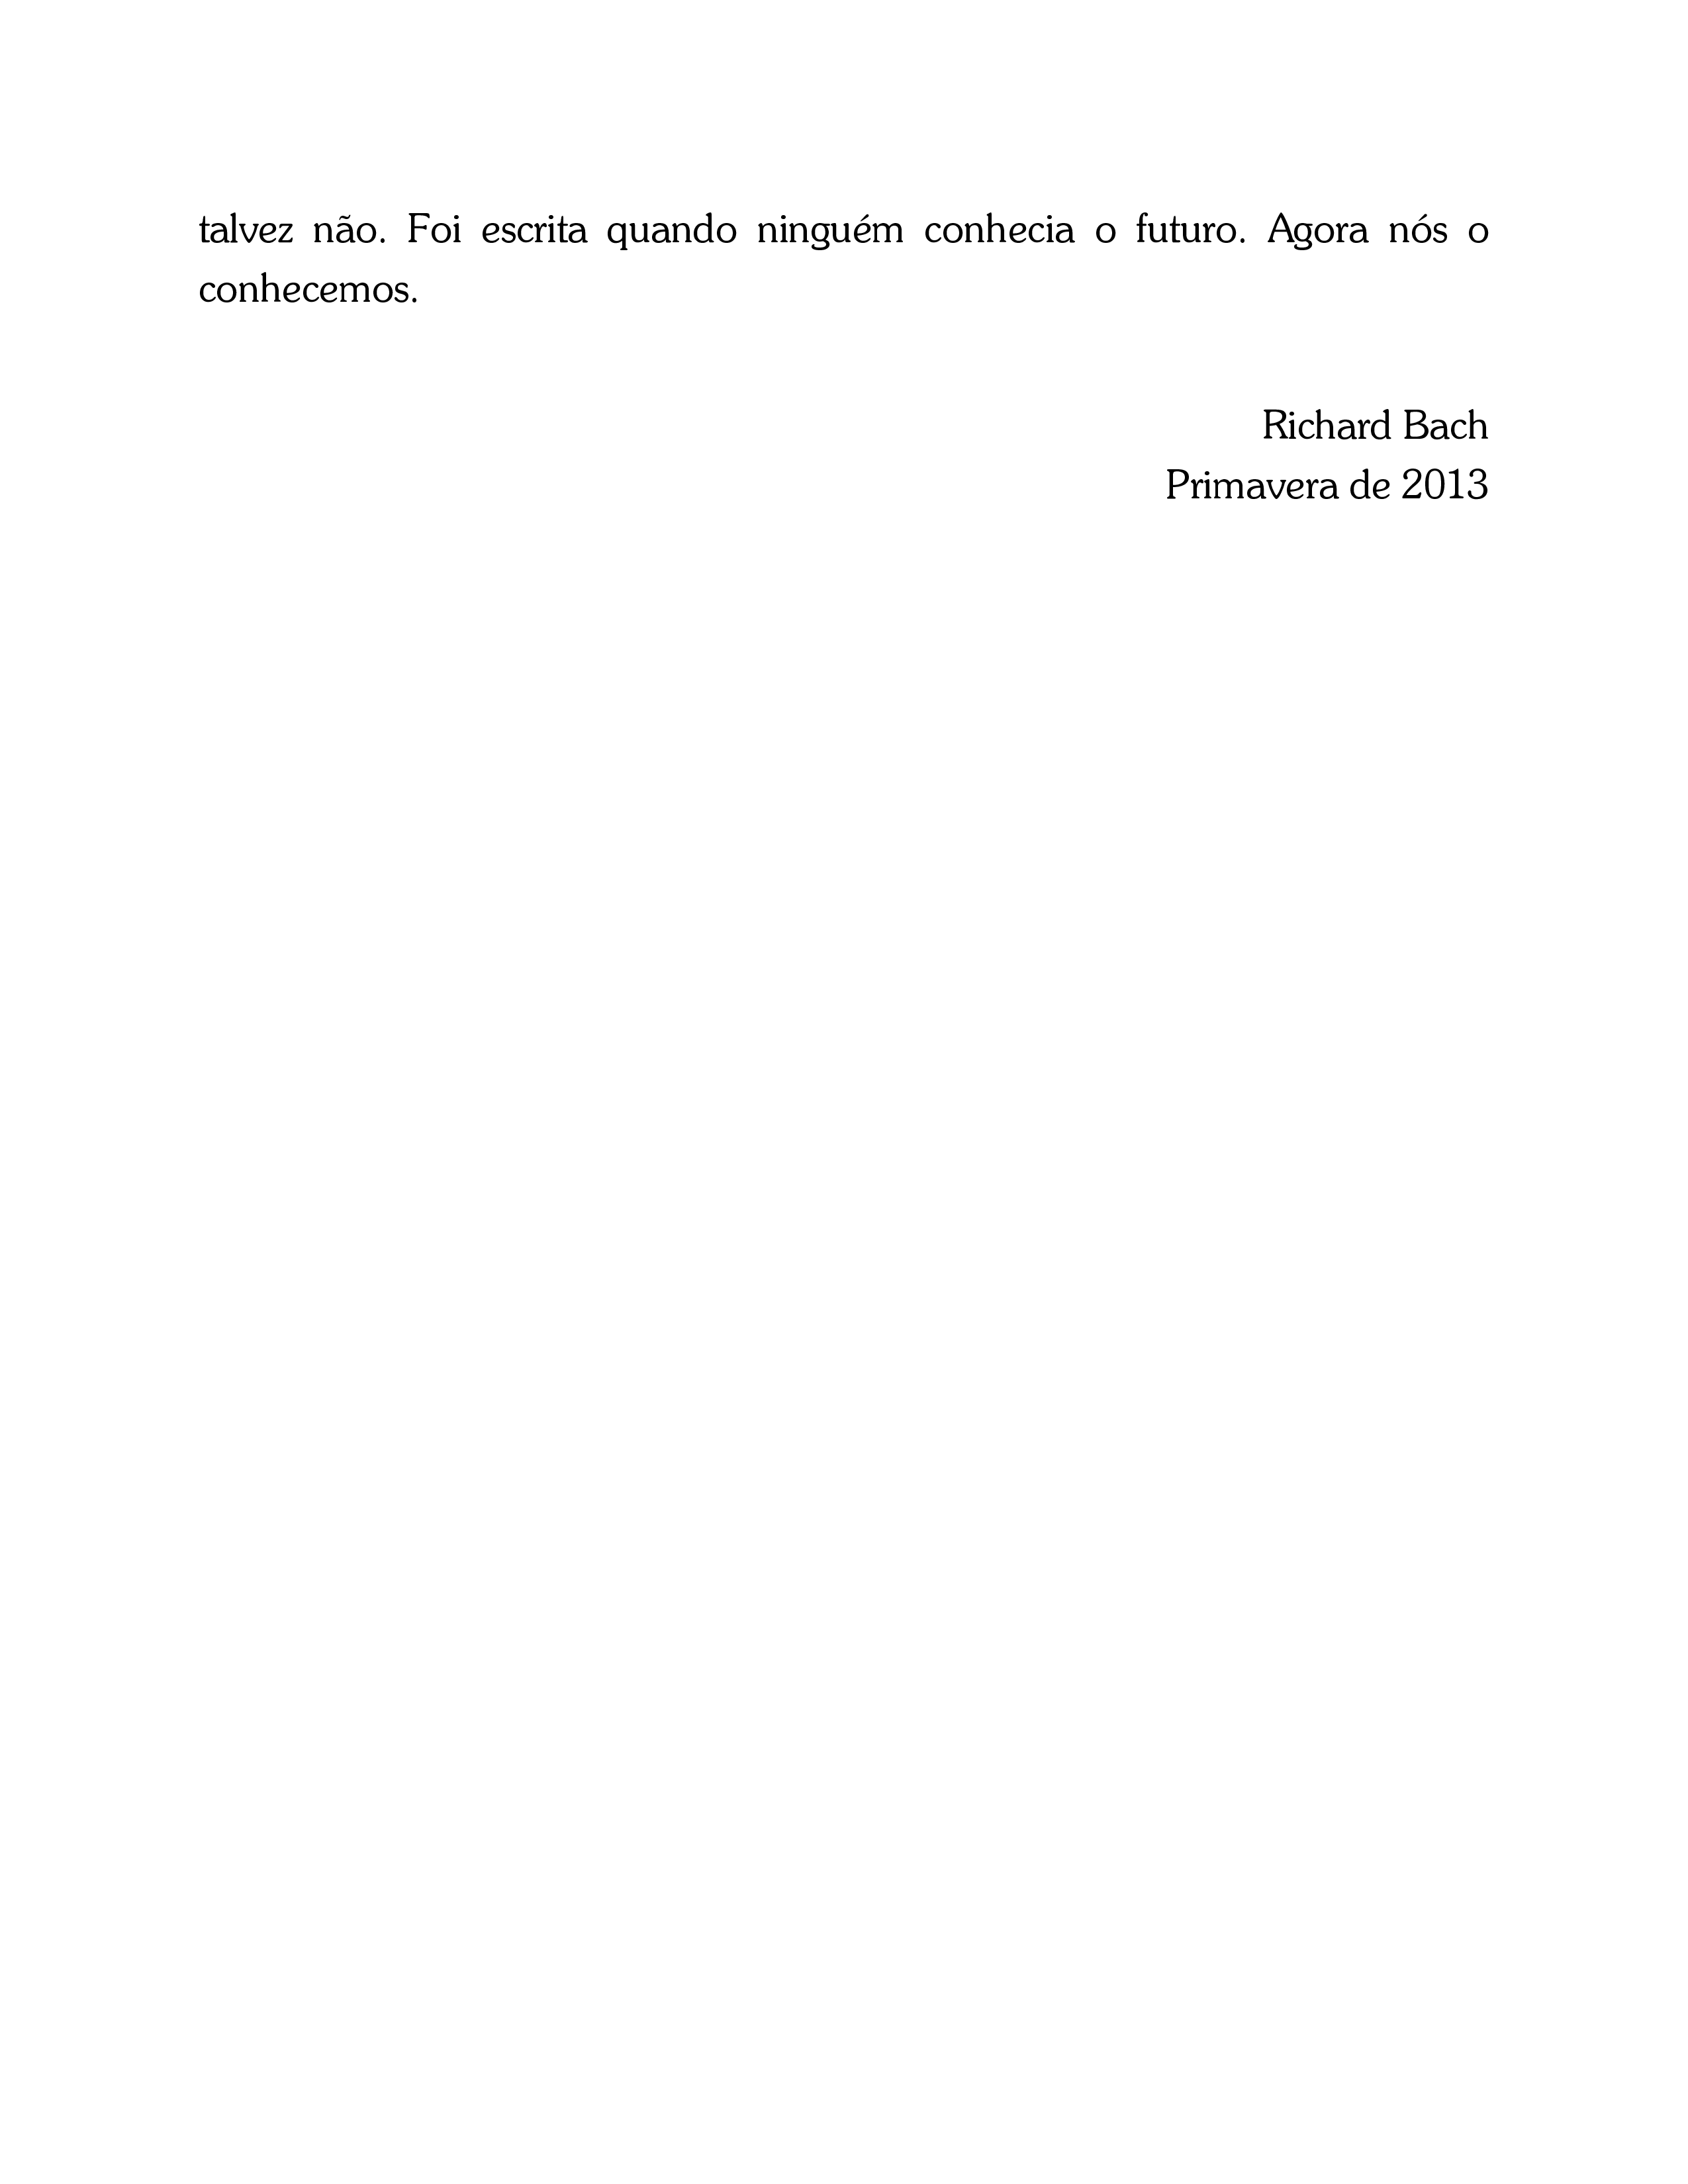 talvez não. Foi escrita quando ninguém conhecia o futuro. Agora nós o
conhecemos.
Richard Bach
Primavera de 2013